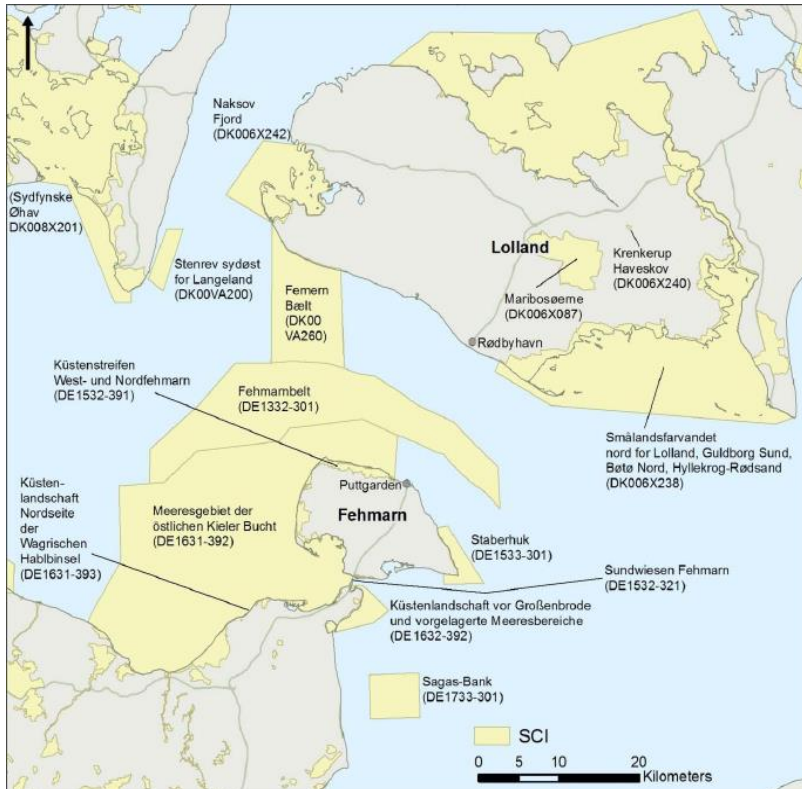 Naksov
Fjord
(DK006X242)
(Sydfynske
Øhav
DK008X201)
Stenrev sydøst
for Langeland
(DK00VA200)
Femern
Bælt
(DK00
VA260)
Lolland
Maribosøerne
(DK006X087)
Krenkerup
Haveskov
(DK006X240)
Rødbyhavn
Küstenstreifen
West- und Nordfehmarn
(DE1532-391)
Fehmarnbelt
(DE1332-301)
Smålandsfarvandet
nord for Lolland, Guldborg Sund,
Bøtø Nord, Hyllekrog-Rødsand
(DK006X238)
Küsten-
landschaft
Nordseite
der
Wagrischen
Hablbinsel
(DE1631-393)
Meeresgebiet der
östlichen Kieler Bucht
(DE1631-392)
Puttgarden
Fehmarn
Staberhuk
(DE1533-301)
Sundwiesen Fehmarn
(DE1532-321)
Küstenlandschaft vor Großenbrode
und vorgelagerte Meeresbereiche
(DE1632-392)
Sagas-Bank
(DE1733-301)
SCI
0 5 10 20
Kilometers